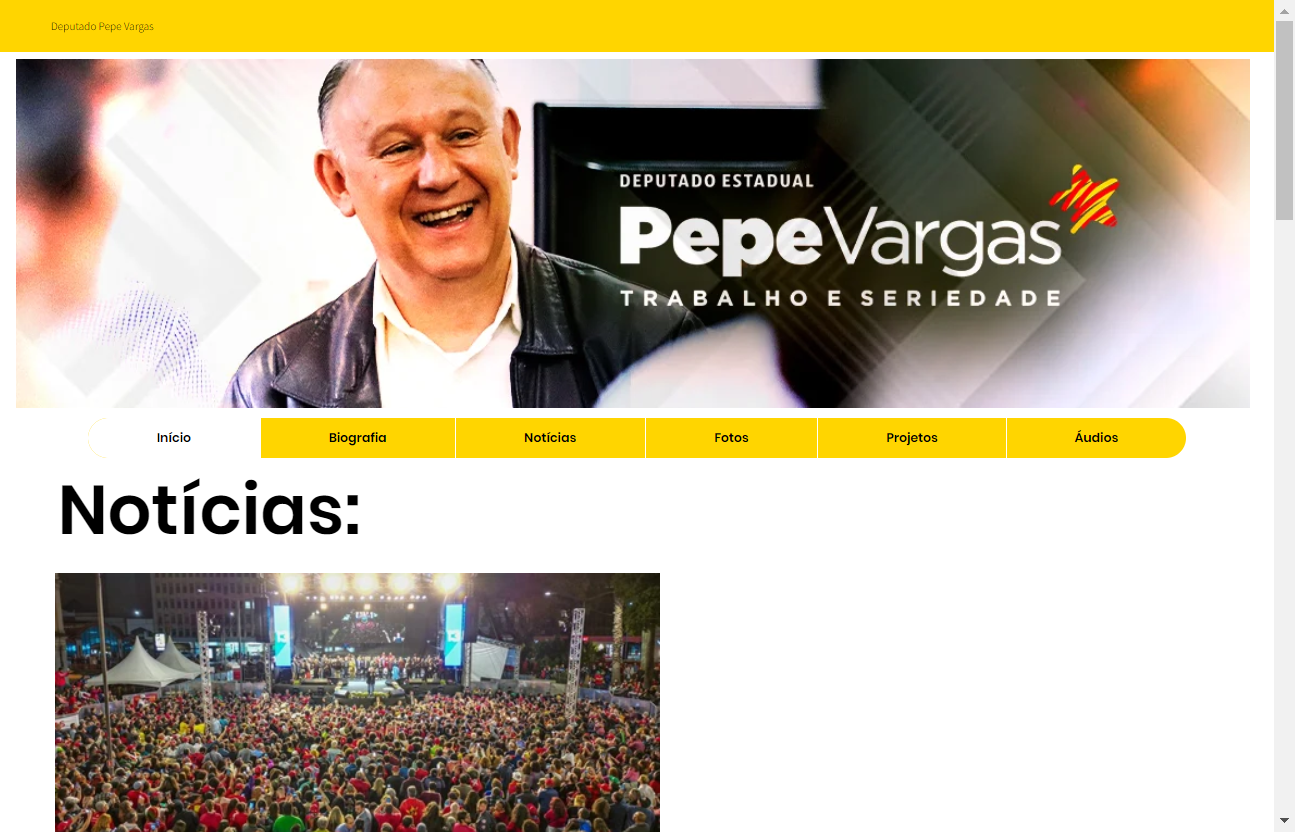 Deputado Pepe Vargas
DEPUTADO ESTADUAL
PepeVargas
TRABALHO E SERIEDADE
Início
Biografia
Notícias
Fotos
Projetos
Áudios
Notícias: